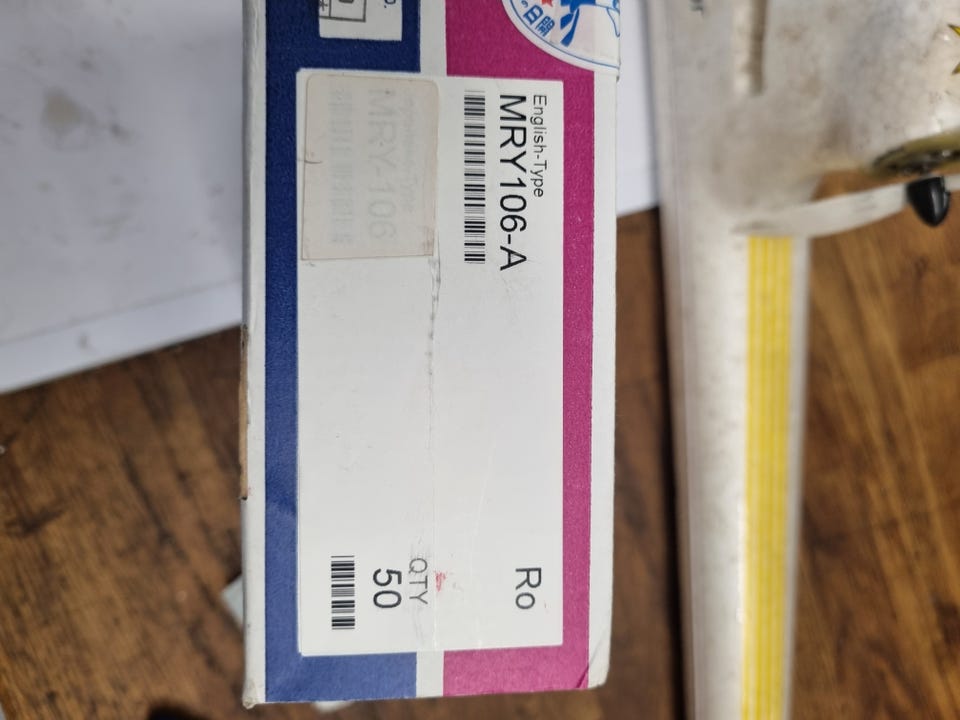 English-Type
MRY106-A
Ro
MRY-106
QTY
50